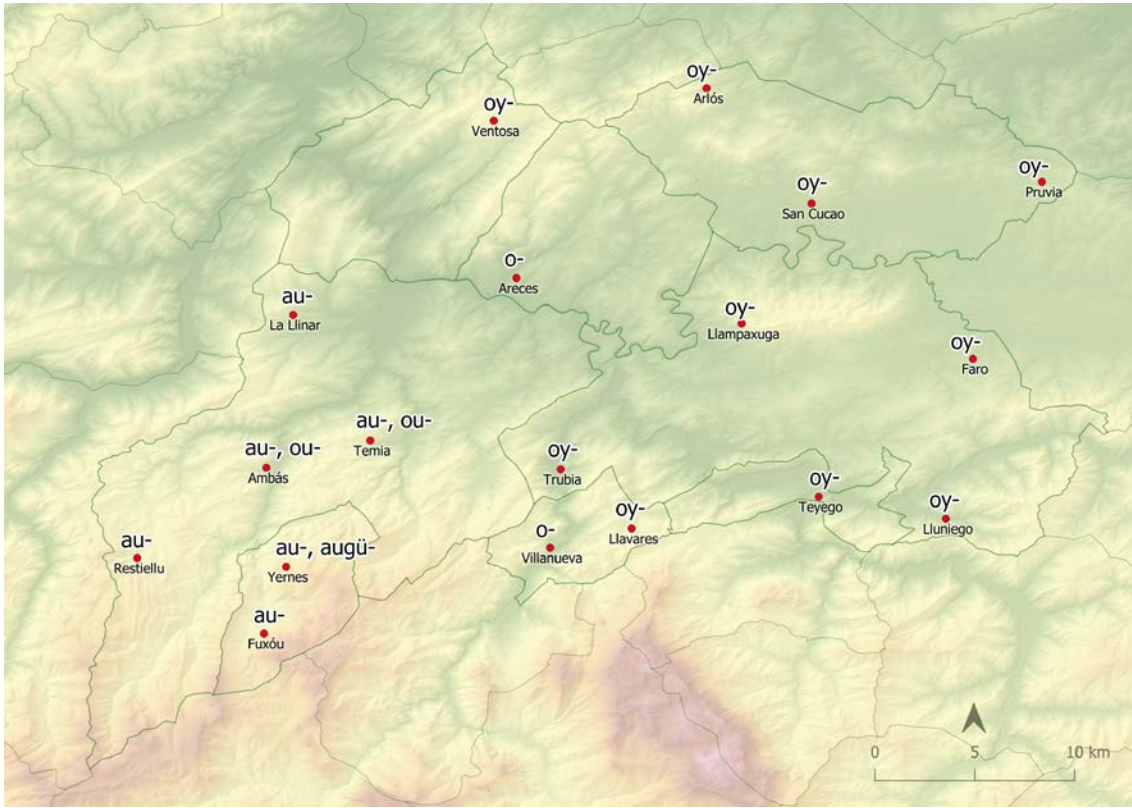 oy-
Arlós
oy-
Ventosa
oy-
Pruvia
oy-
San Cucao
o-
Areces
au-
La Llinar
oy-
Llampaxuga
oy-
Faro
au-, ou-
Temia
au-, ou-
Ambás
oy-
Trubia
oy-
Teyego
oy-
Lluniego
oy-
Llavares
o-
Villanueva
au-
Restiellu
au-, augü-
Yernes
au-
Fuxóu
0 5 10 km